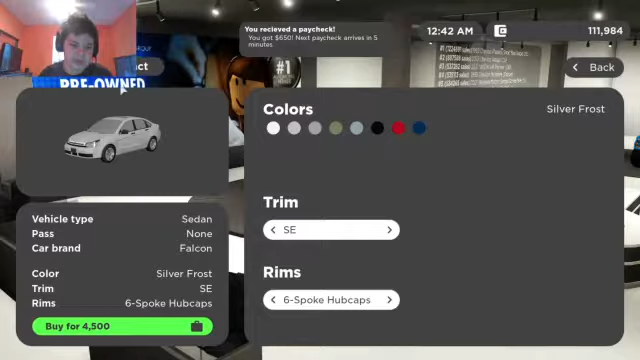 You recieved a paycheck!
You got $650! Next paycheck arrives in 5
minutes
12:42 AM
111,984
#1
Back
PRE-OWNED
Colors
Silver Frost
Trim
SE
Rims
6-Spoke Hubcaps
Vehicle type Sedan
Pass None
Car brand Falcon
Color Silver Frost
Trim SE
Rims 6-Spoke Hubcaps
Buy for 4,500